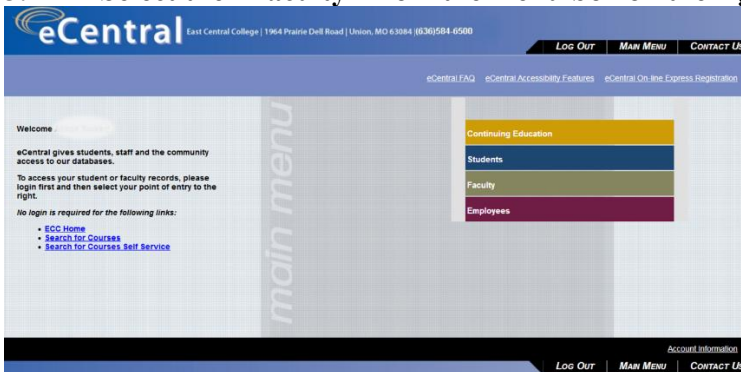 eCentral East Central College | 1964 Prairie Dell Road | Union, MO 63084 |(636)584-6500
LOG OUT MAIN MENU CONTACT US
eCentral FAQ eCentral Accessibility Features eCentral On-line Express Registration
main menu
Welcome
eCentral gives students, staff and the community
access to our databases.
To access your student or faculty records, please
login first and then select your point of entry to the
right.
No login is required for the following links:
• ECC Home
• Search for Courses
• Search for Courses Self Service
Continuing Education
Students
Faculty
Employees
Account Information
LOG OUT MAIN MENU CONTACT US